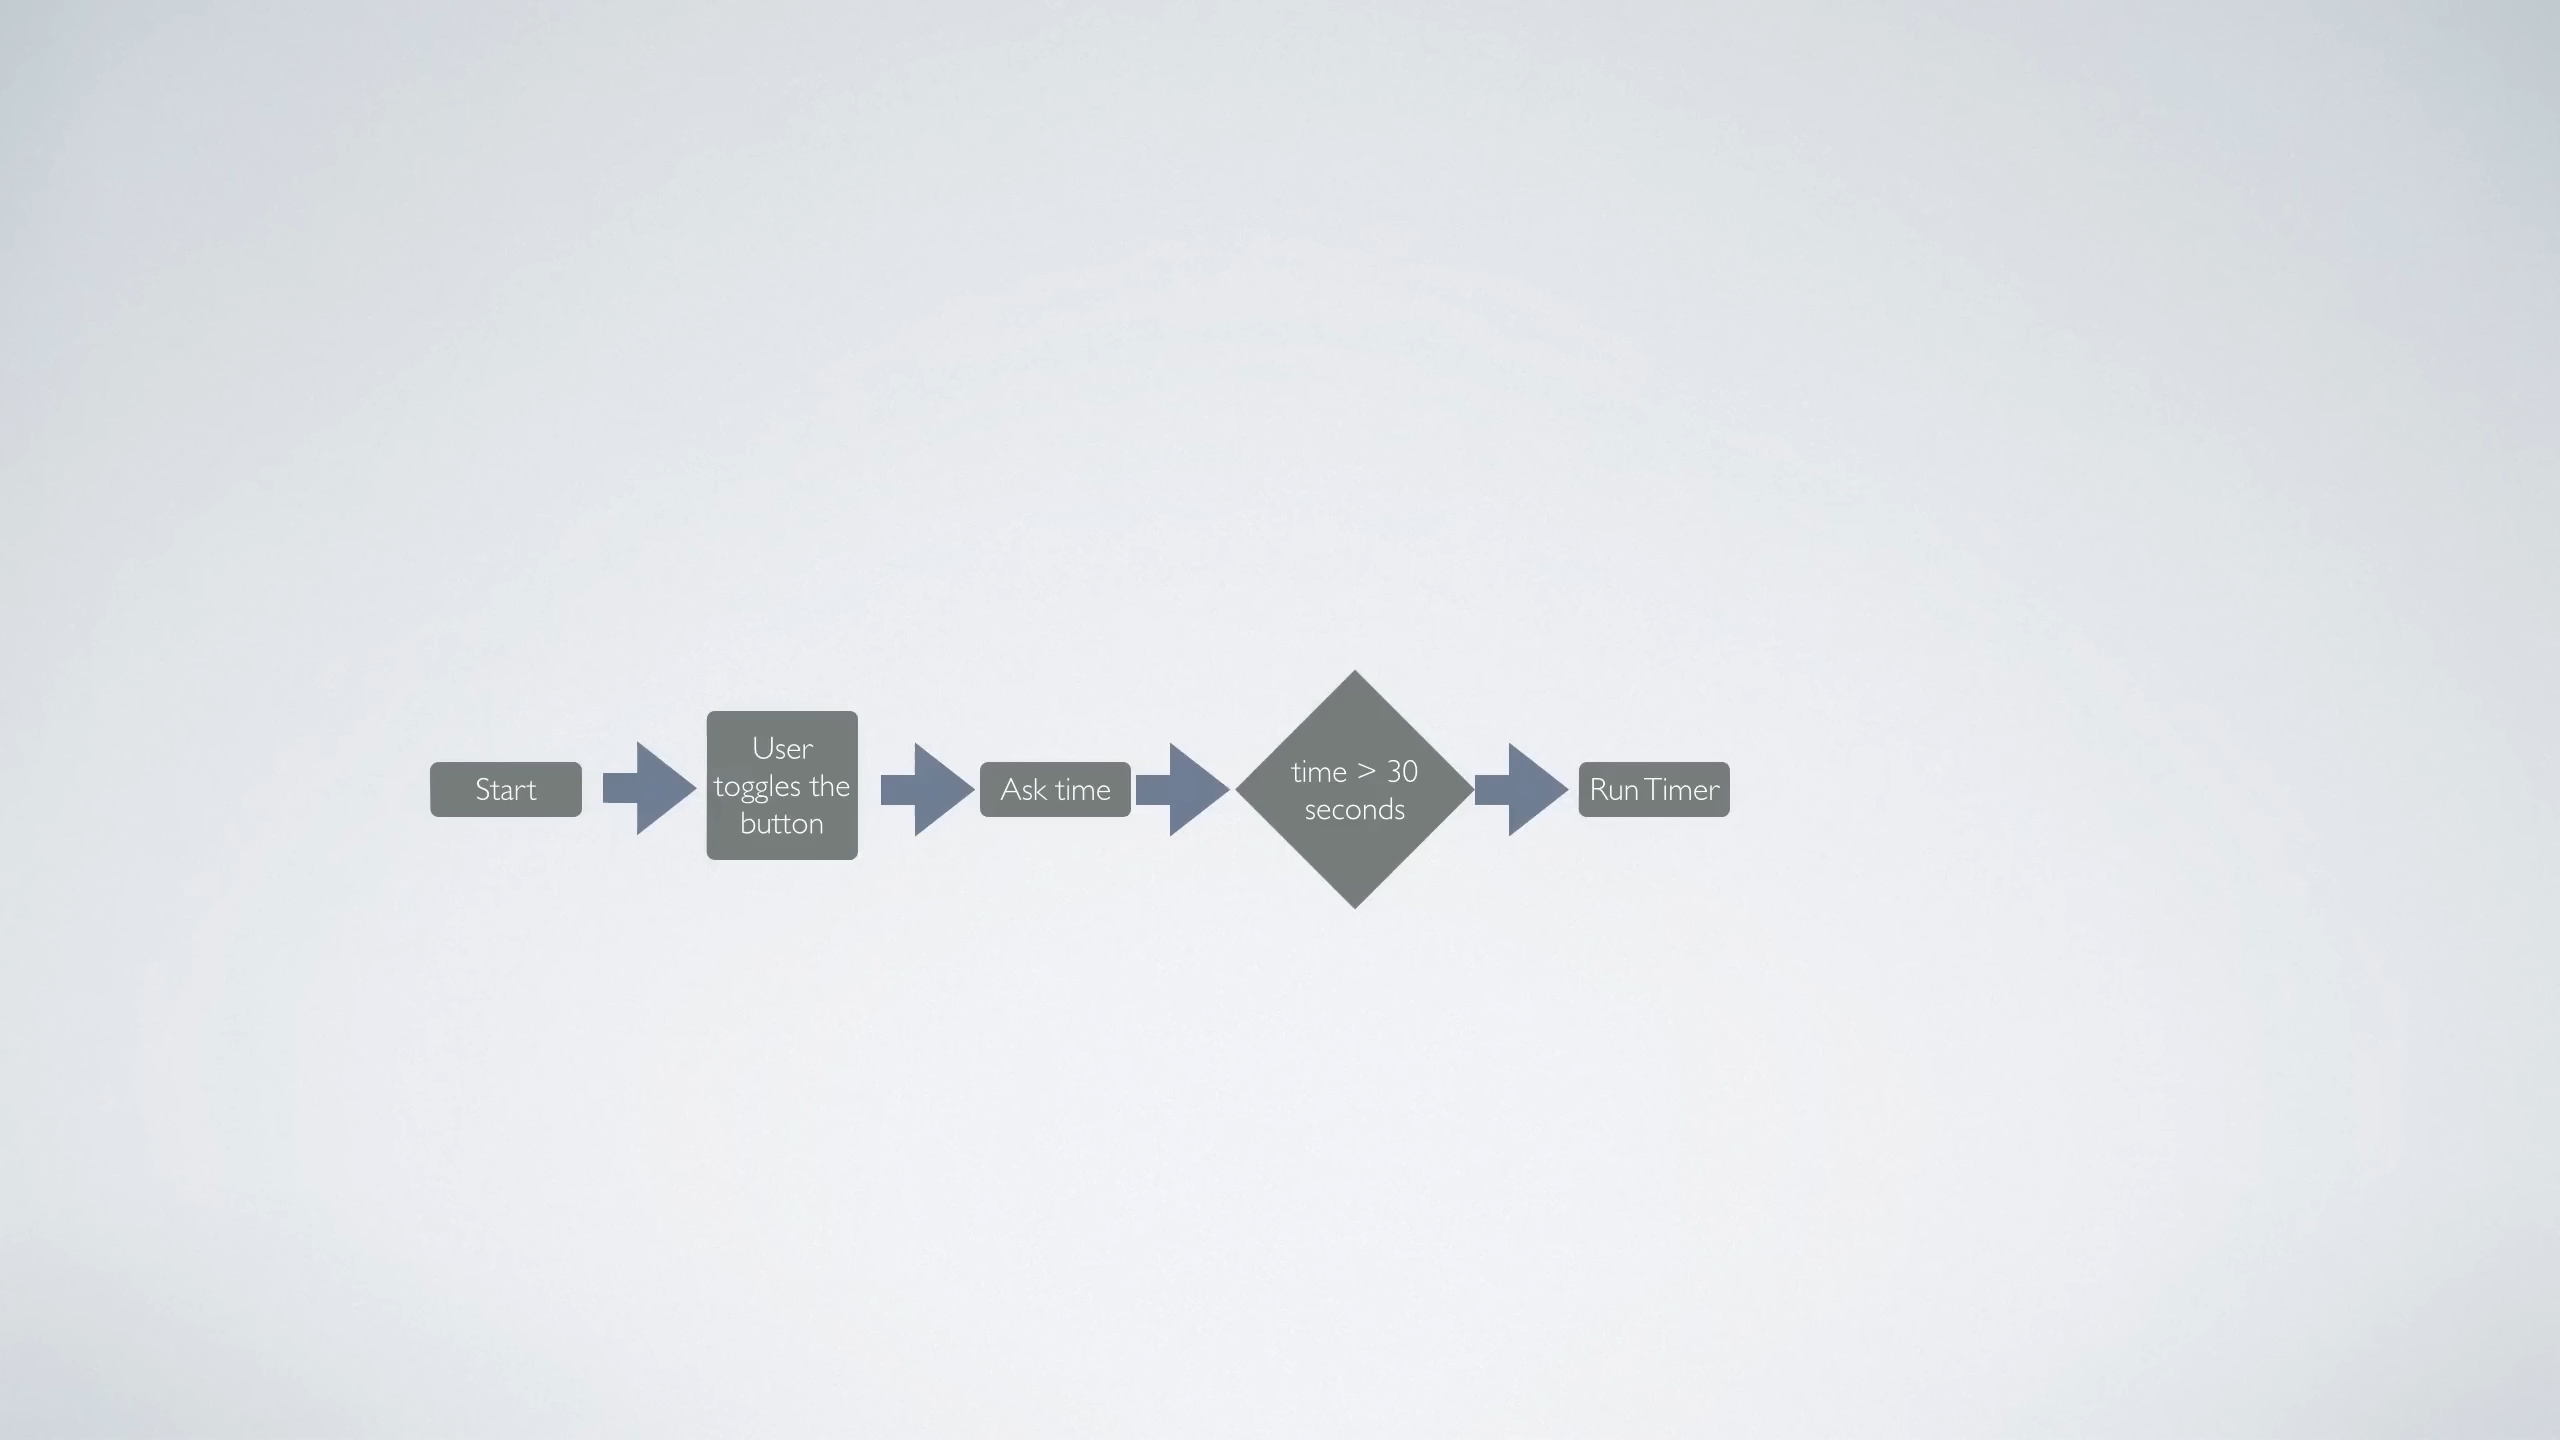 Start
User
toggles the
button
Ask time
time > 30
seconds
Run Timer